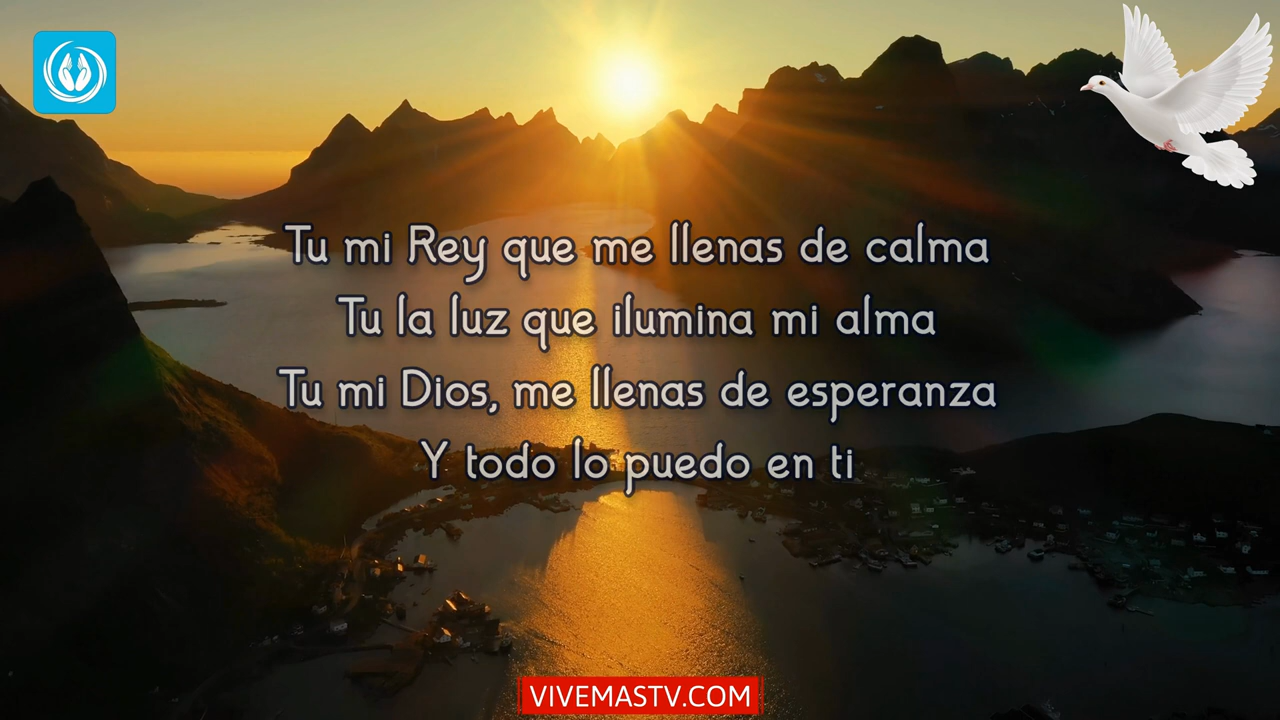 Tu mi Rey que me llenas de calma
Tu la luz que ilumina mi alma
Tu mi Dios, me llenas de esperanza
Y todo lo puedo en ti
VIVEMASTV.COM